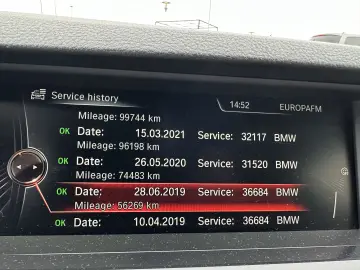 Service history
14:52 EUROPAFM
Mileage: 99744 km
OK Date: 15.03.2021 Service: 32117 BMW
Mileage: 96198 km
OK Date: 26.05.2020 Service: 31520 BMW
Mileage: 74483 km
OK Date: 28.06.2019 Service: 36684 BMW
Mileage: 56269 km
OK Date: 10.04.2019 Service: 36684 BMW